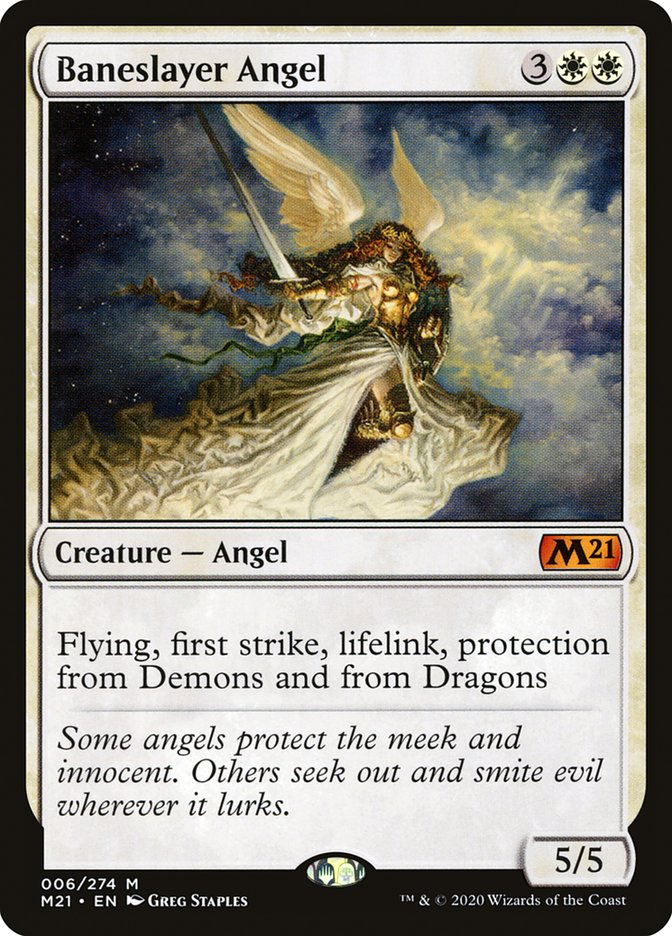 Baneslayer Angel 3
Creature — Angel M21
Flying, first strike, lifelink, protection
from Demons and from Dragons
Some angels protect the meek and
innocent. Others seek out and smite evil
wherever it lurks.
5/5
006/274 M
M21 • EN Greg Staples ™ & © 2020 Wizards of the Coast